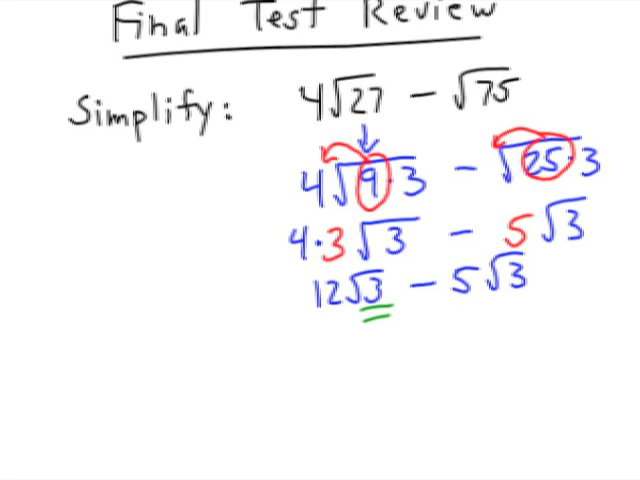 Final Test Review
Simplify: 4√27 − √75
4√9·3 − √25·3
4·3√3 − 5√3
12√3 − 5√3